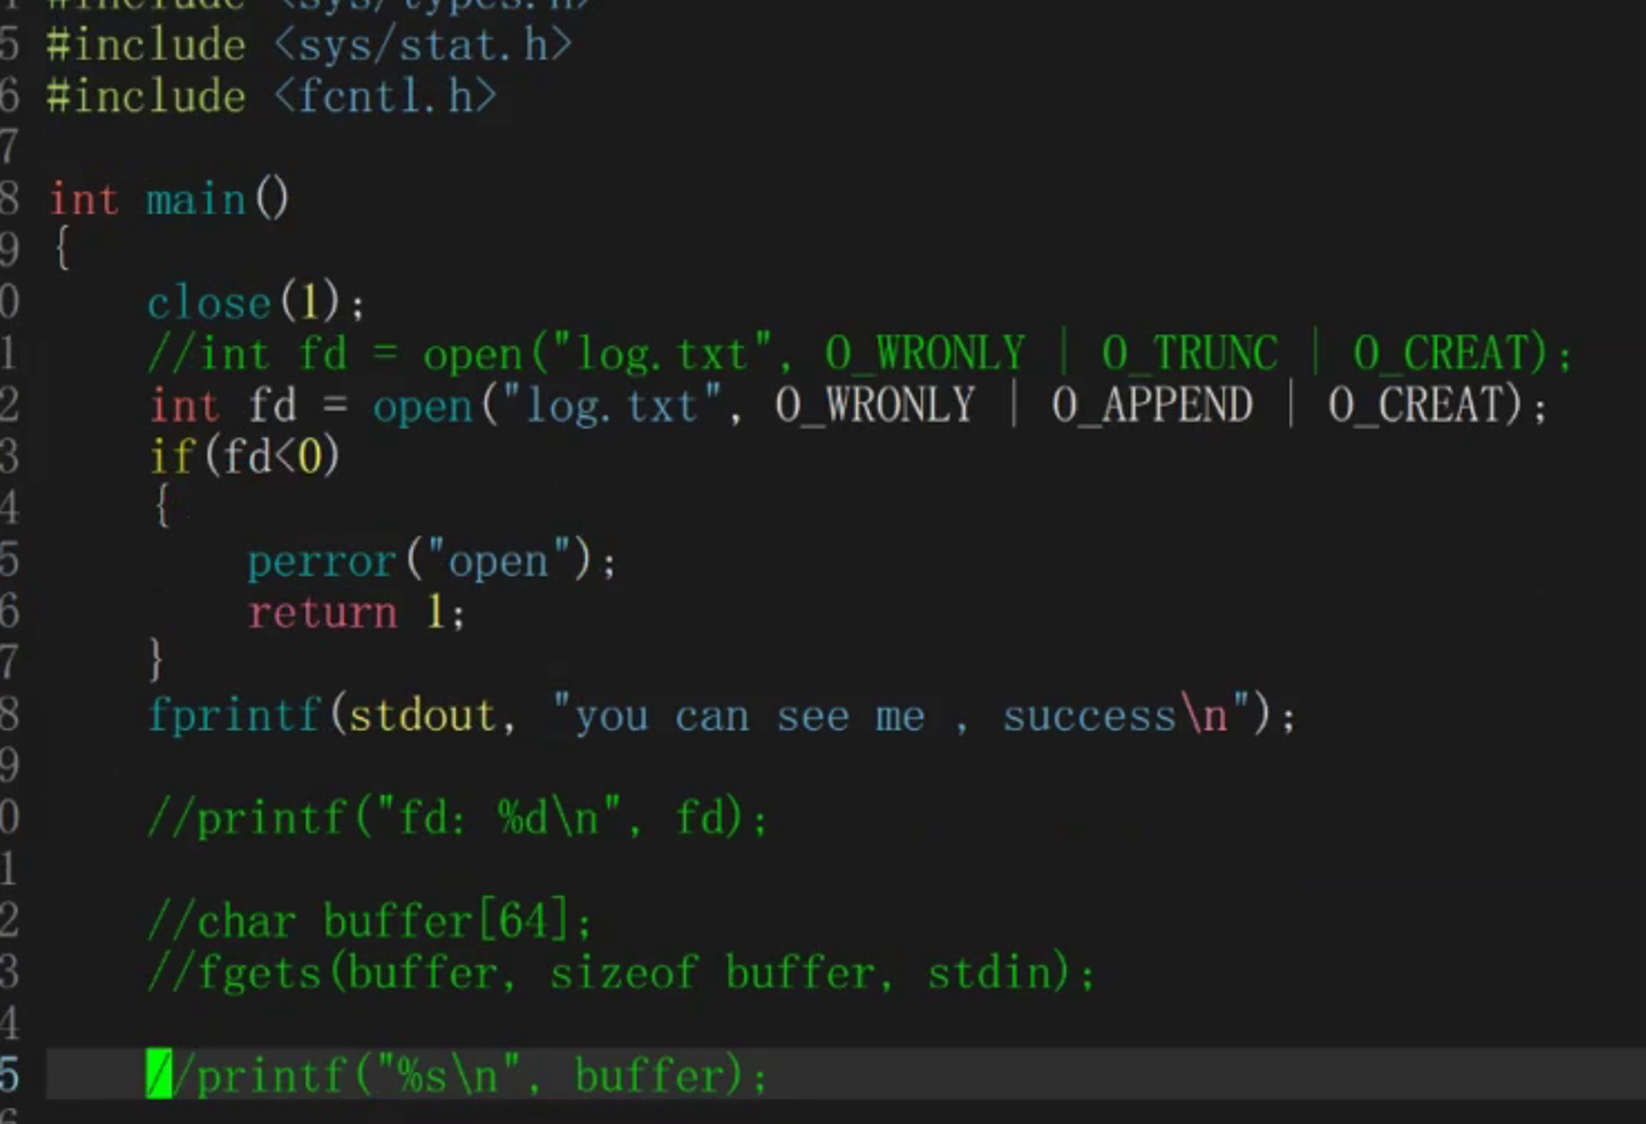 #include <sys/types.h>
5 #include <sys/stat.h>
6 #include <fcntl.h>
7
8 int main()
9 {
0     close(1);
1     //int fd = open("log.txt", O_WRONLY | O_TRUNC | O_CREAT);
2     int fd = open("log.txt", O_WRONLY | O_APPEND | O_CREAT);
3     if(fd<0)
4     {
5         perror("open");
6         return 1;
7     }
8     fprintf(stdout, "you can see me , success\n");
9
0     //printf("fd: %d\n", fd);
1
2     //char buffer[64];
3     //fgets(buffer, sizeof buffer, stdin);
4
5     //printf("%s\n", buffer);